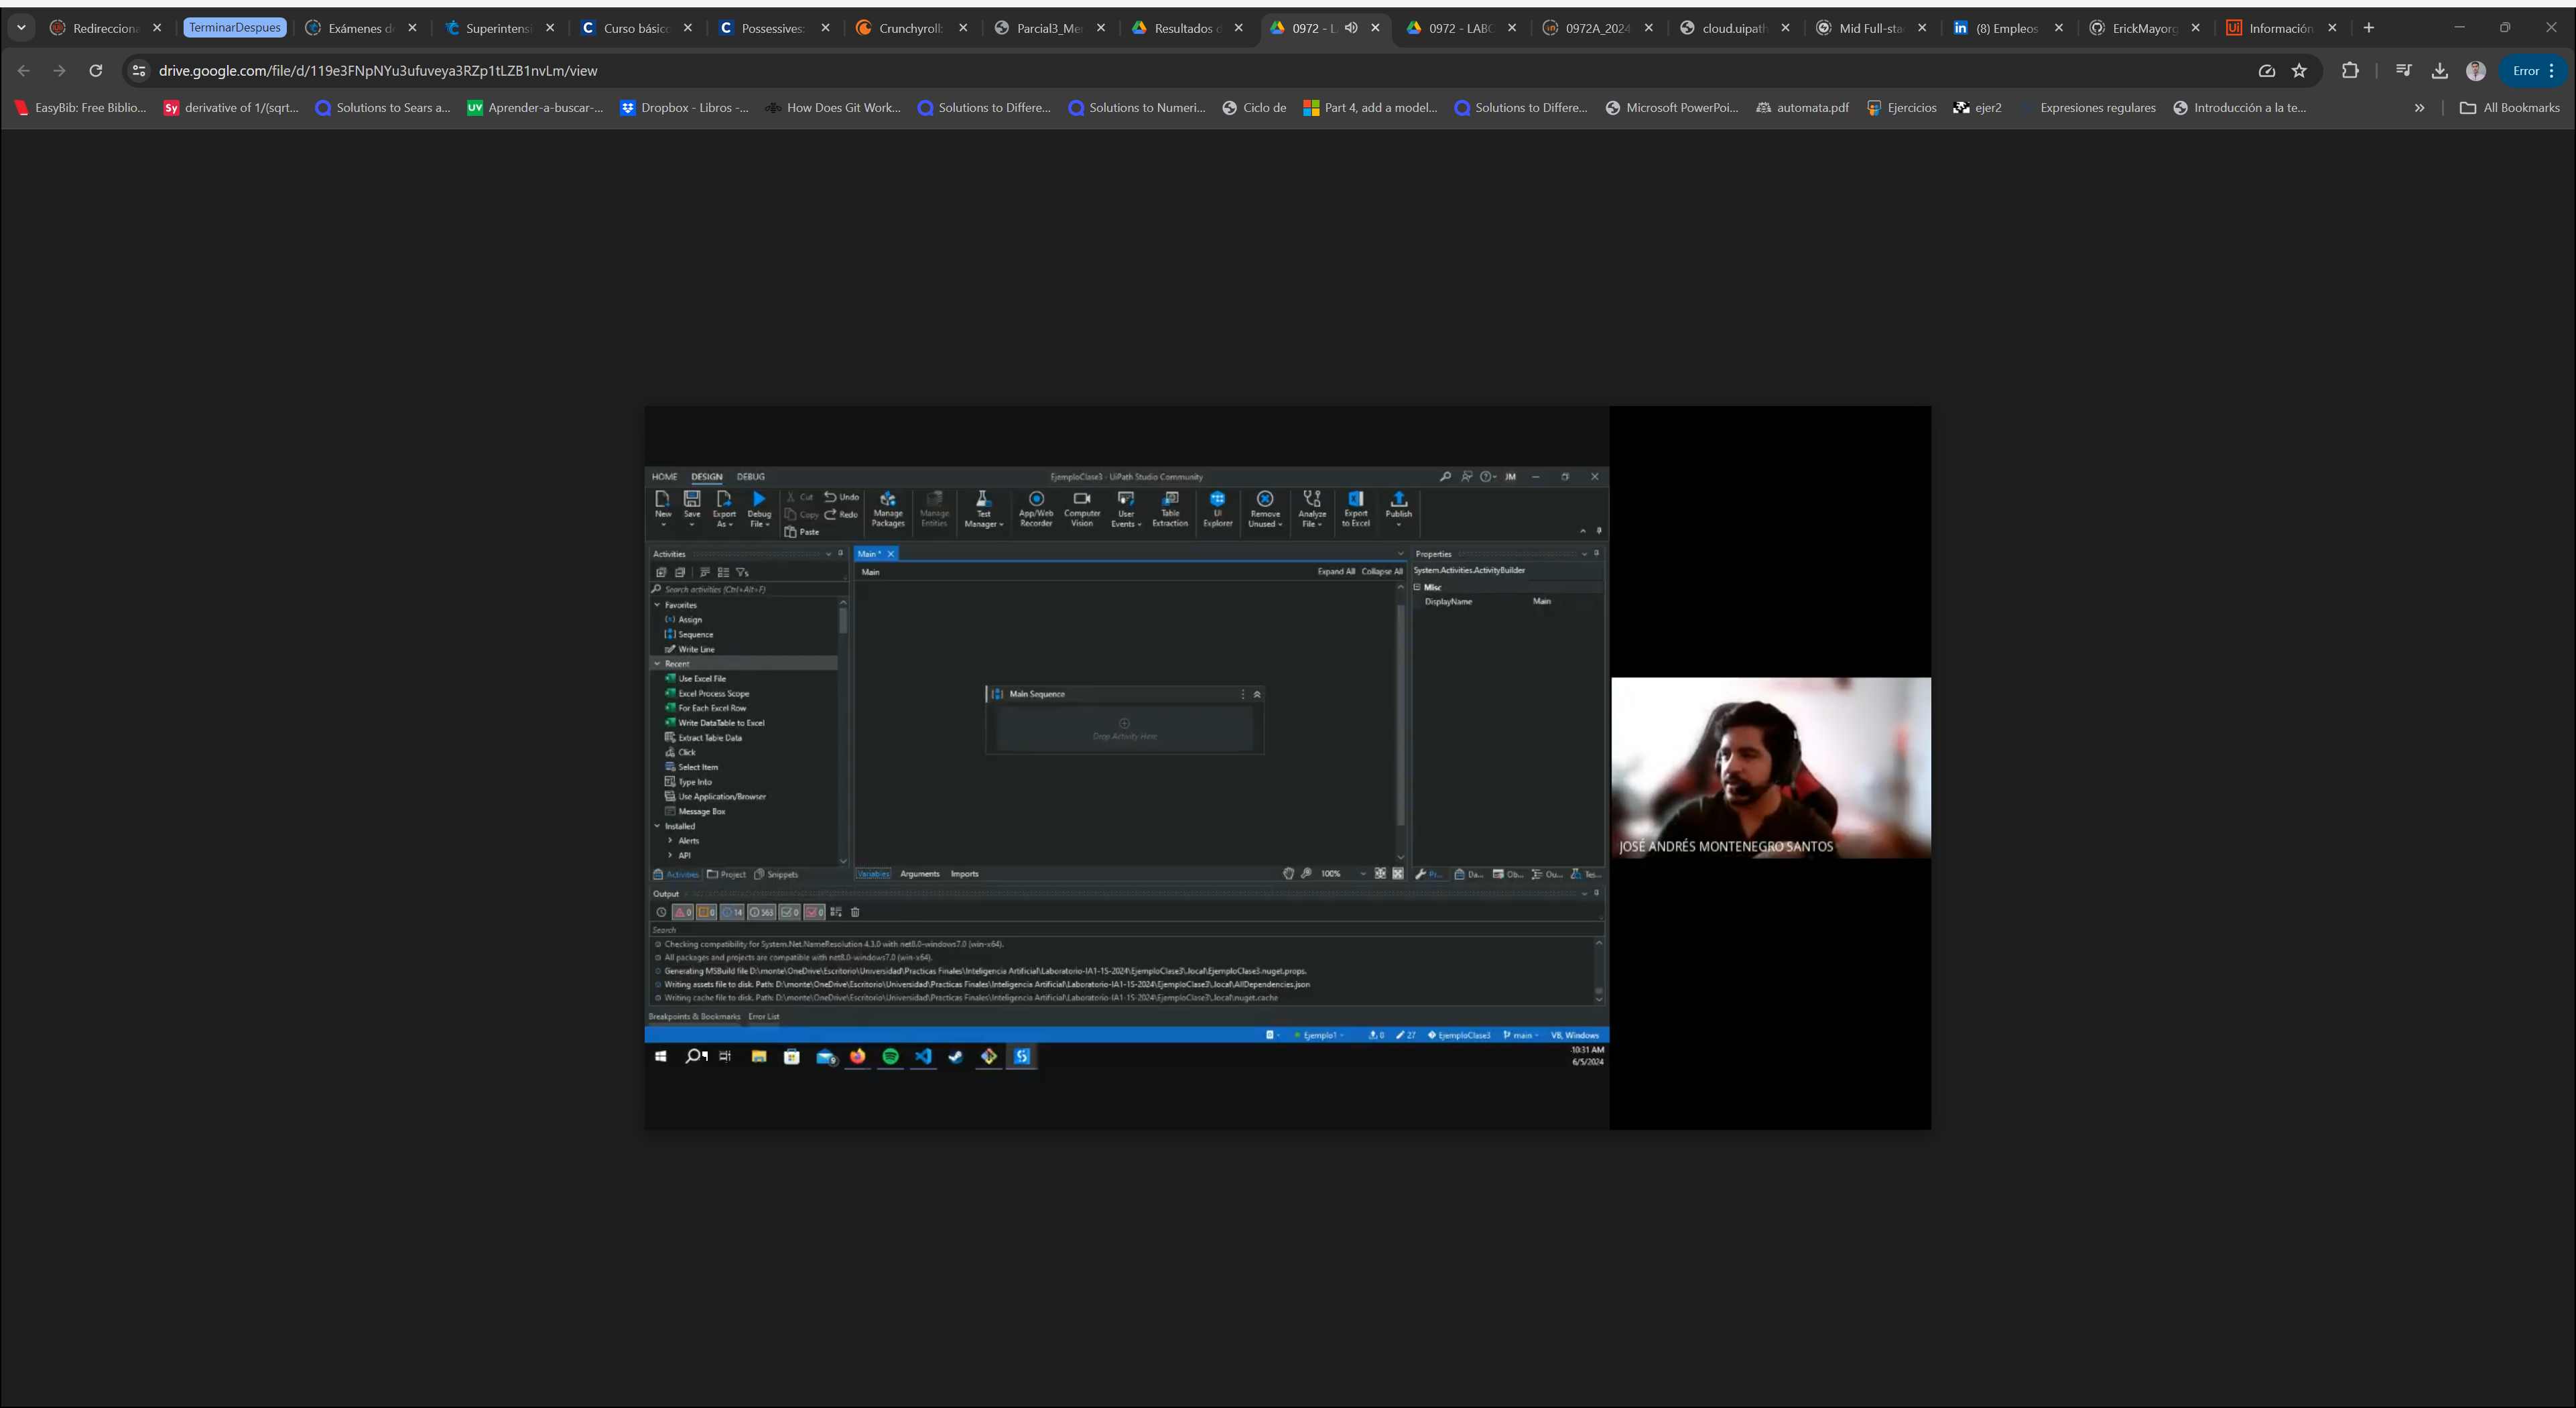 Redirecciona
TerminarDespues
Exámenes de
Superintens
Curso básico
Possessives:
Crunchyroll:
Parcial3_Me
Resultados
0972 - L
0972 - LABO
0972A_2024
cloud.uipath
Mid Full-sta
(8) Empleos
ErickMayorg
Información
drive.google.com/file/d/119e3FNpNYu3ufuveya3RZp1tLZB1nvLm/view
Error
EasyBib: Free Biblio...
derivative of 1/(sqrt...
Solutions to Sears a...
Aprender-a-buscar-...
Dropbox - Libros -...
How Does Git Work...
Solutions to Differe...
Solutions to Numeri...
Ciclo de
Part 4, add a model...
Solutions to Differe...
Microsoft PowerPoi...
automata.pdf
Ejercicios
ejer2
Expresiones regulares
Introducción a la te...
All Bookmarks
HOME DESIGN DEBUG
EjemploClase3 - UiPath Studio Community
JM
New
Save
Export As
Debug File
Cut
Copy
Paste
Undo
Redo
Manage Packages
Manage Entities
Test Manager
App/Web Recorder
Computer Vision
User Events
Table Extraction
UI Explorer
Remove Unused
Analyze File
Export to Excel
Publish
Activities
Search activities (Ctrl+Alt+F)
Favorites
Assign
Sequence
Write Line
Recent
Use Excel File
Excel Process Scope
For Each Excel Row
Write DataTable to Excel
Extract Table Data
Click
Select Item
Type Into
Use Application/Browser
Message Box
Installed
Alerts
API
Activities Project Snippets
Main *
Main
Expand All Collapse All
Main Sequence
Drop Activity Here
Variables Arguments Imports
100%
Properties
System.Activities.ActivityBuilder
Misc
DisplayName Main
Pr... Da... Ob... Ou... Tes...
JOSÉ ANDRÉS MONTENEGRO SANTOS
Output
0 0 14 563 0 0
Search
Checking compatibility for System.Net.NameResolution 4.3.0 with net8.0-windows7.0 (win-x64).
All packages and projects are compatible with net8.0-windows7.0 (win-x64).
Generating MSBuild file D:\monte\OneDrive\Escritorio\Universidad\Practicas Finales\Inteligencia Artificial\Laboratorio-IA1-1S-2024\EjemploClase3\.local\EjemploClase3.nuget.props.
Writing assets file to disk. Path: D:\monte\OneDrive\Escritorio\Universidad\Practicas Finales\Inteligencia Artificial\Laboratorio-IA1-1S-2024\EjemploClase3\.local\AllDependencies.json
Writing cache file to disk. Path: D:\monte\OneDrive\Escritorio\Universidad\Practicas Finales\Inteligencia Artificial\Laboratorio-IA1-1S-2024\EjemploClase3\.local\nuget.cache
Breakpoints & Bookmarks Error List
Ejemplo1 0 27 EjemploClase3 main VB, Windows
10:31 AM
6/5/2024